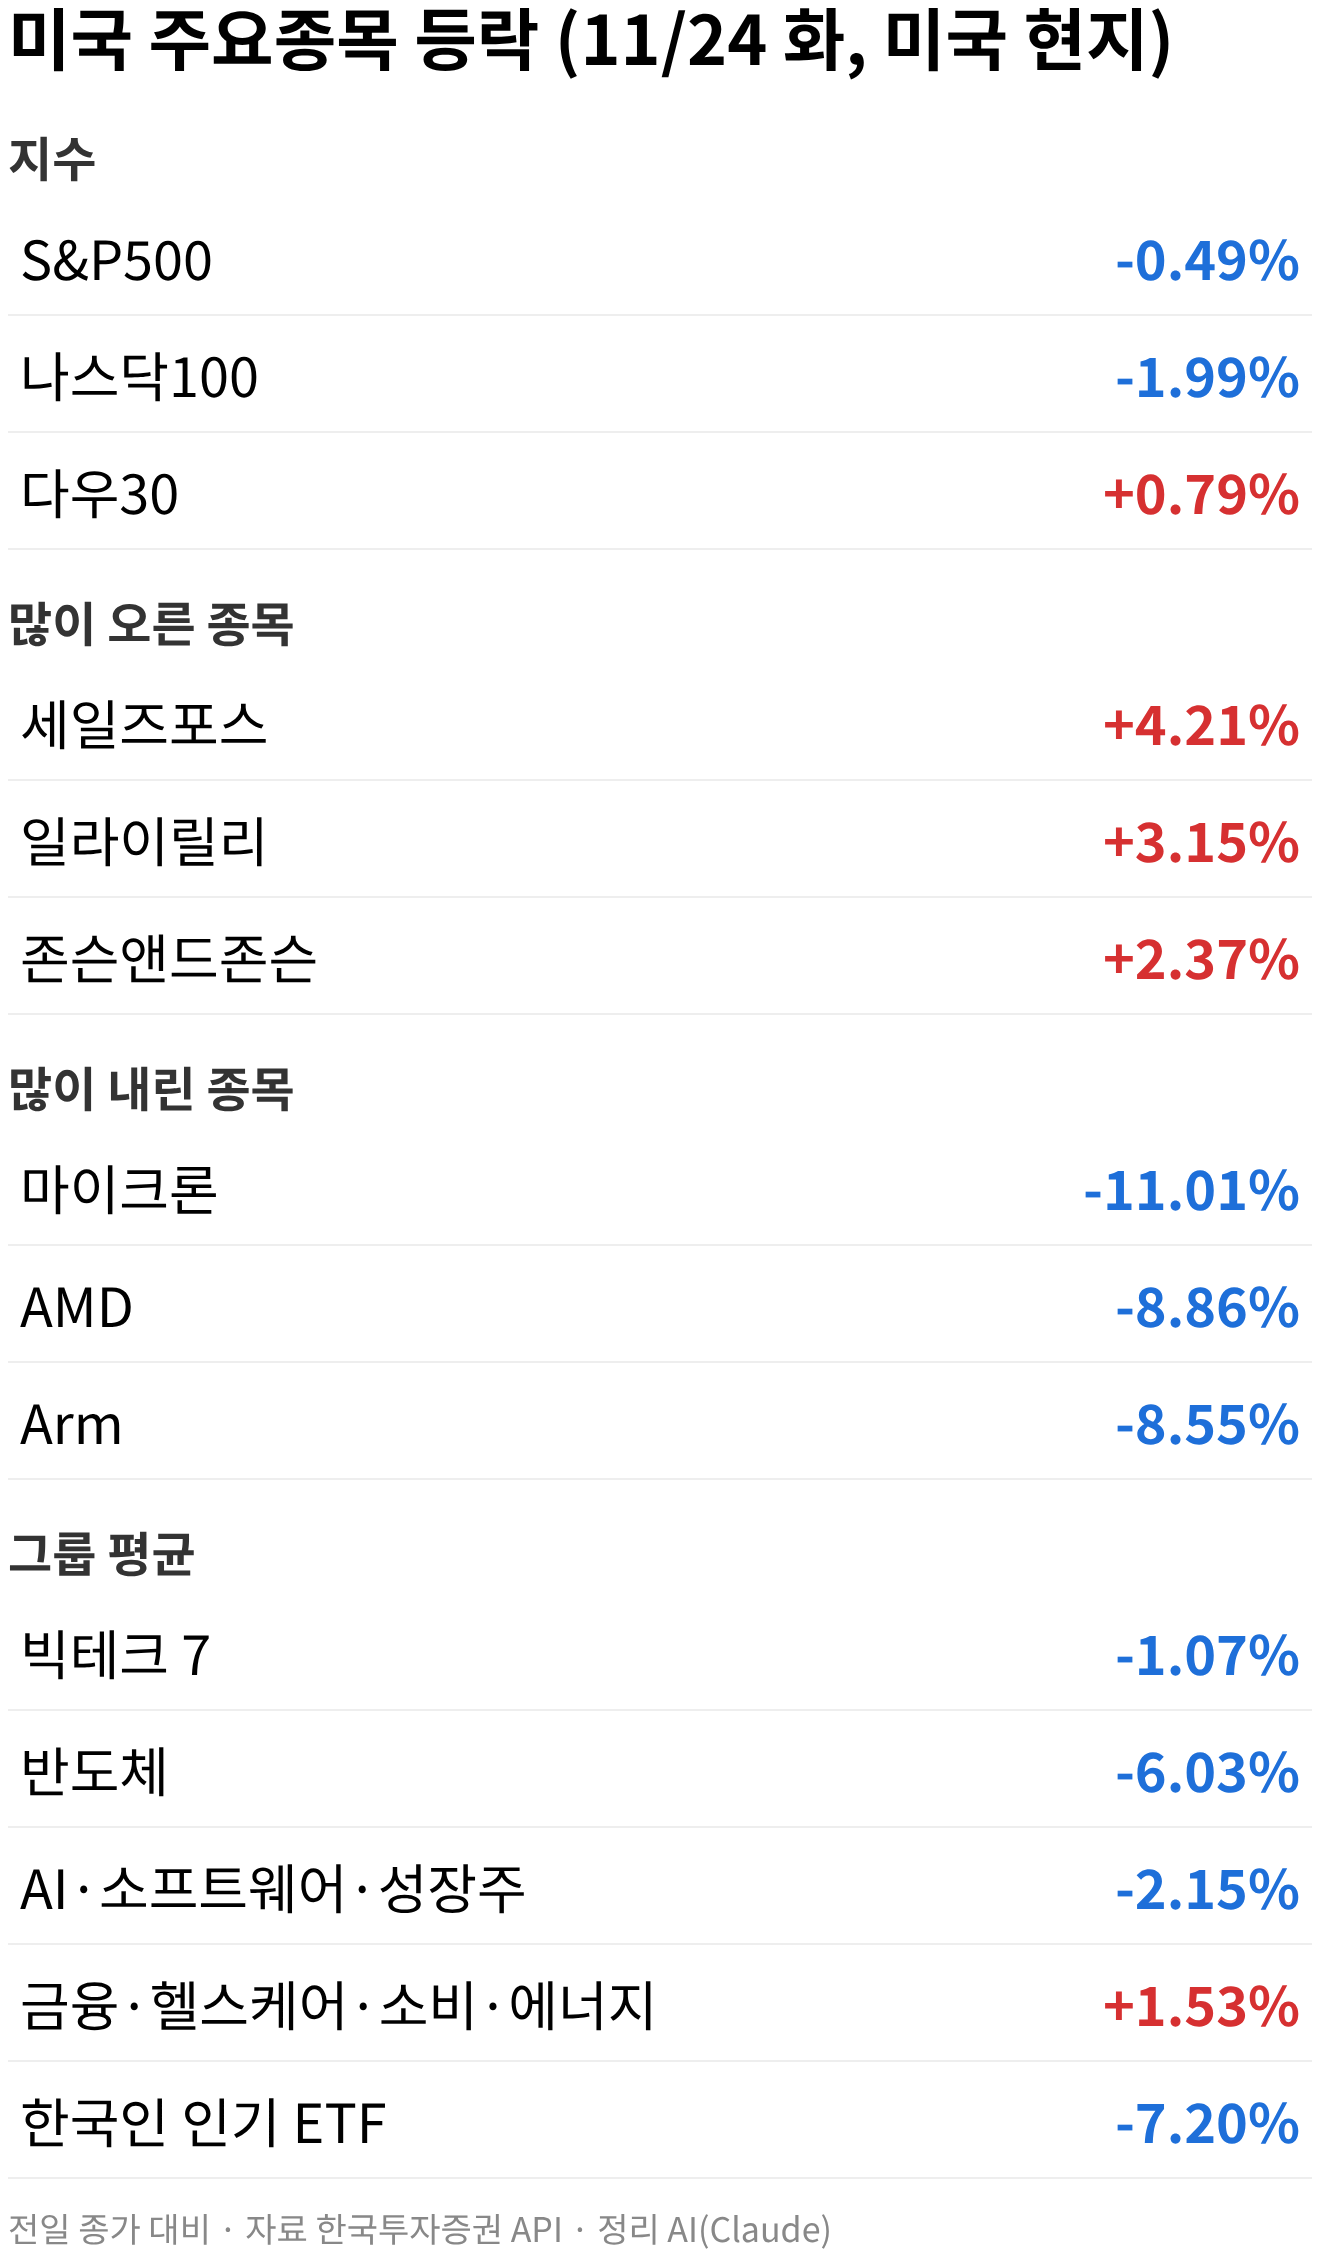 미국 주요종목 등락 (11/24 화, 미국 현지)
지수
S&P500 -0.49%
나스닥100 -1.99%
다우30 +0.79%
많이 오른 종목
세일즈포스 +4.21%
일라이릴리 +3.15%
존슨앤드존슨 +2.37%
많이 내린 종목
마이크론 -11.01%
AMD -8.86%
Arm -8.55%
그룹 평균
빅테크 7 -1.07%
반도체 -6.03%
AI·소프트웨어·성장주 -2.15%
금융·헬스케어·소비·에너지 +1.53%
한국인 인기 ETF -7.20%
전일 종가 대비 · 자료 한국투자증권 API · 정리 AI(Claude)